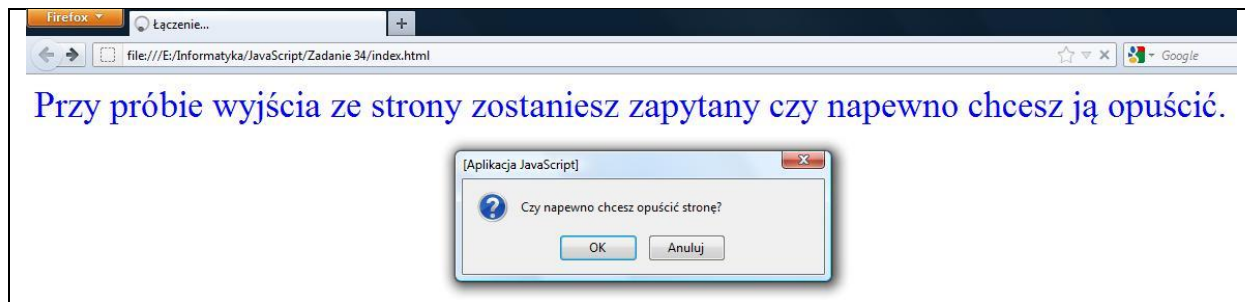 Firefox
Łączenie...
+
file:///E:/Informatyka/JavaScript/Zadanie 34/index.html
Google
Przy próbie wyjścia ze strony zostaniesz zapytany czy napewno chcesz ją opuścić.
[Aplikacja JavaScript]
Czy napewno chcesz opuścić stronę?
OK
Anuluj